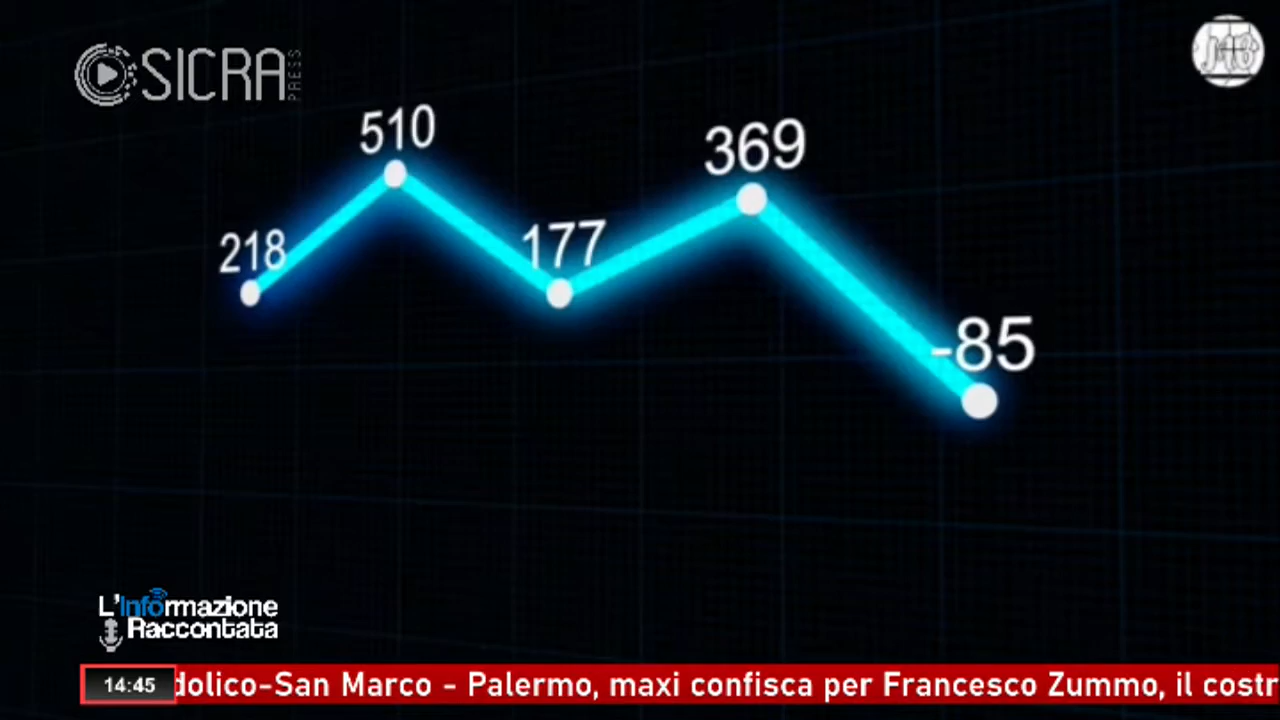 SICRA PRESS
510
369
218
177
-85
L'Informazione
Raccontata
14:45 dolico-San Marco - Palermo, maxi confisca per Francesco Zummo, il costr